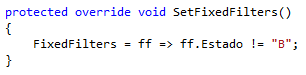 protected override void SetFixedFilters()
{
    FixedFilters = ff => ff.Estado != "B";
}